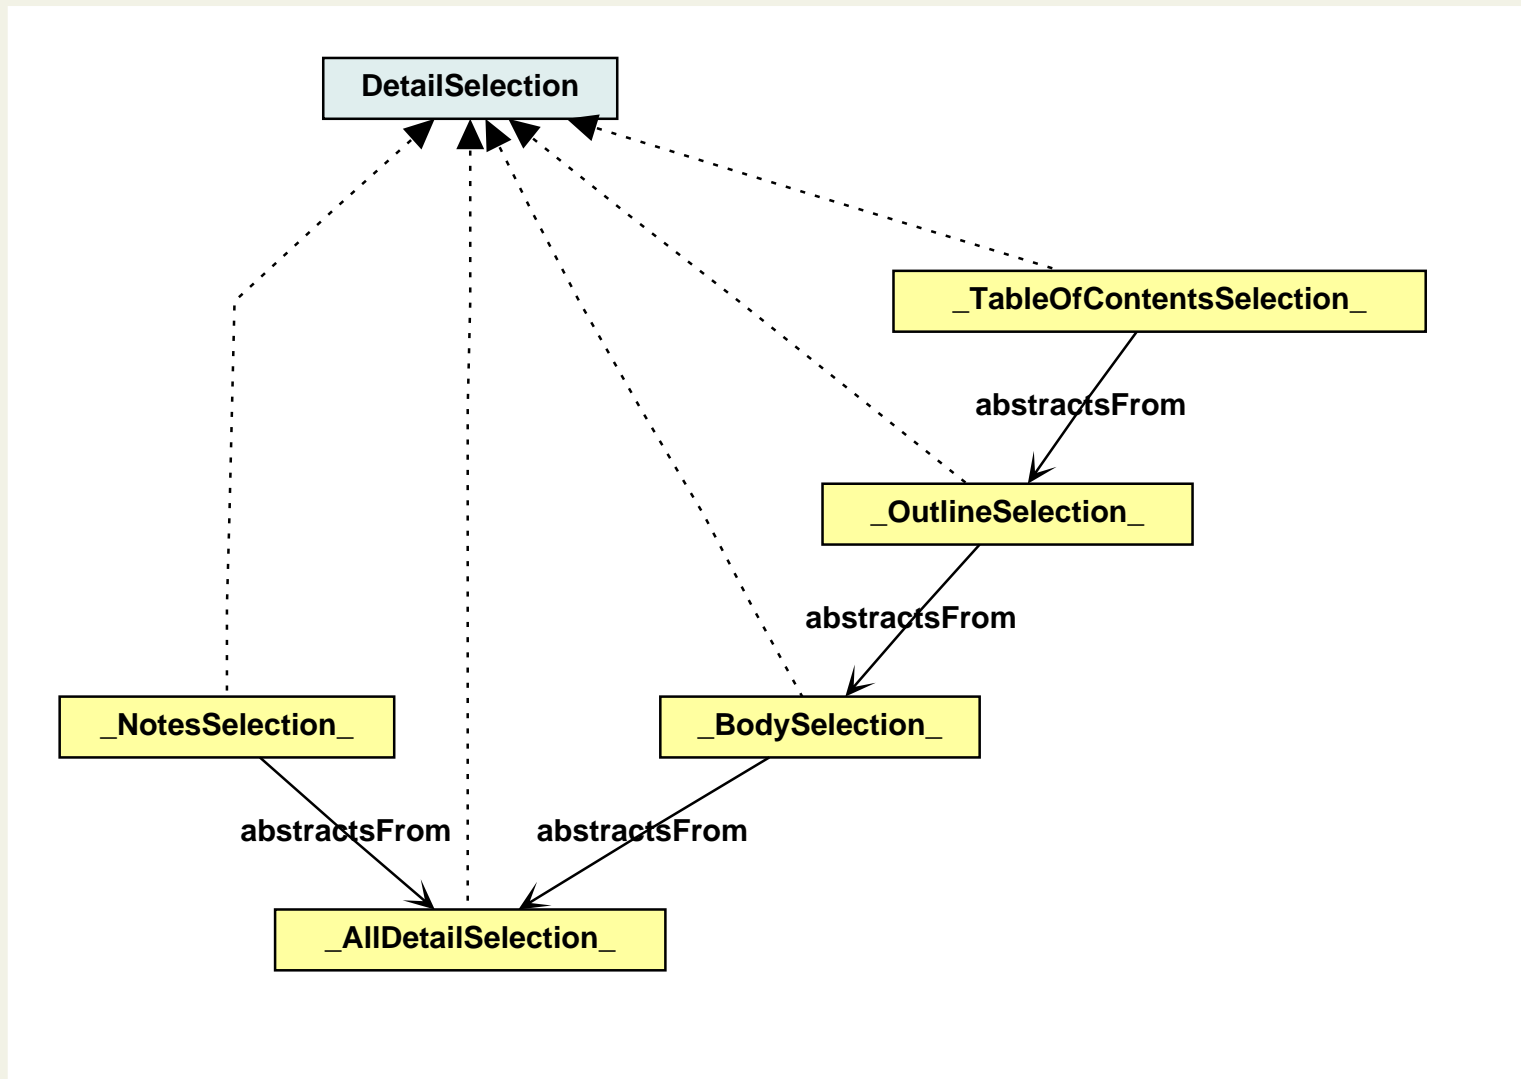 DetailSelection
_TableOfContentsSelection_
abstractsFrom
_OutlineSelection_
abstractsFrom
_NotesSelection_
_BodySelection_
abstractsFrom
abstractsFrom
_AllDetailSelection_